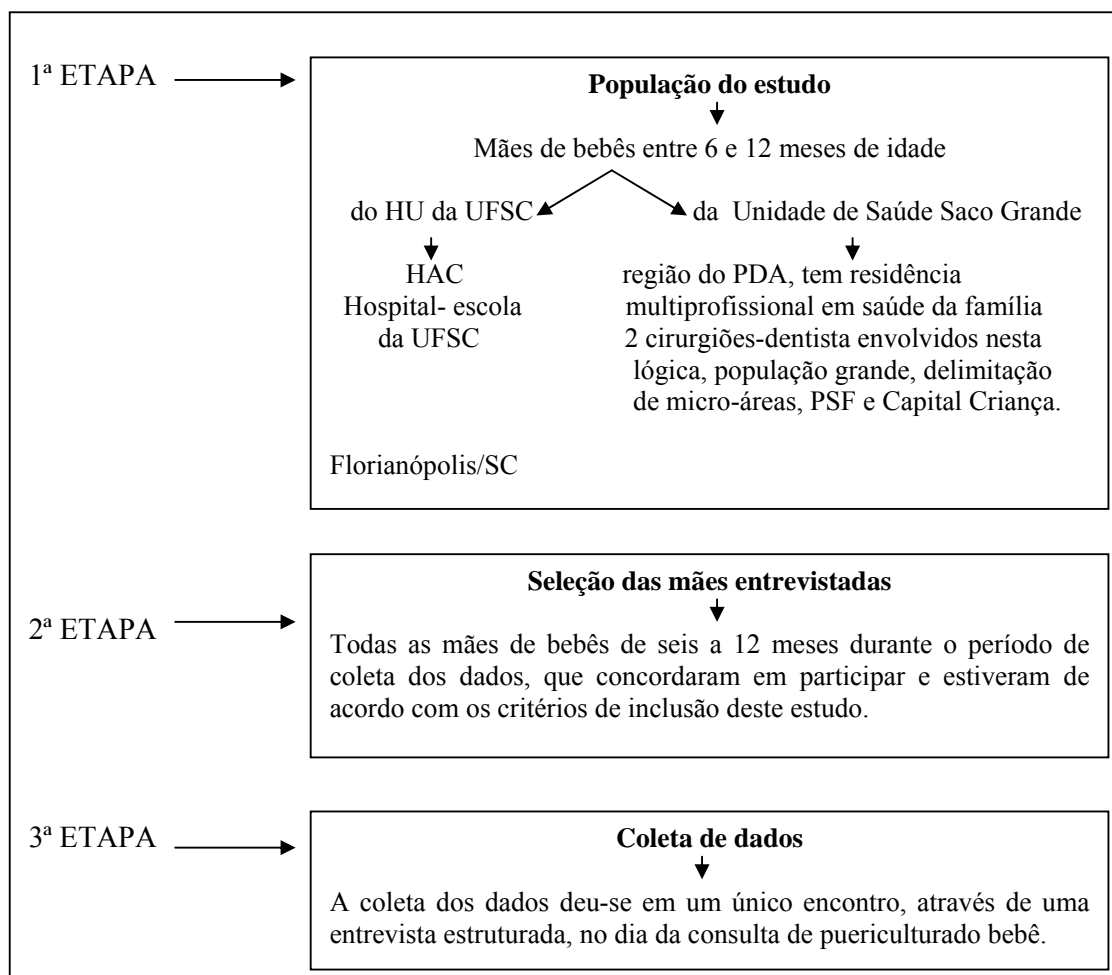 1ª ETAPA
População do estudo
Mães de bebês entre 6 e 12 meses de idade
do HU da UFSC
da Unidade de Saúde Saco Grande
HAC
Hospital- escola
da UFSC
região do PDA, tem residência
multiprofissional em saúde da família
2 cirurgiões-dentista envolvidos nesta
lógica, população grande, delimitação
de micro-áreas, PSF e Capital Criança.
Florianópolis/SC
2ª ETAPA
Seleção das mães entrevistadas
Todas as mães de bebês de seis a 12 meses durante o período de
coleta dos dados, que concordaram em participar e estiveram de
acordo com os critérios de inclusão deste estudo.
3ª ETAPA
Coleta de dados
A coleta dos dados deu-se em um único encontro, através de uma
entrevista estruturada, no dia da consulta de puericulturado bebê.